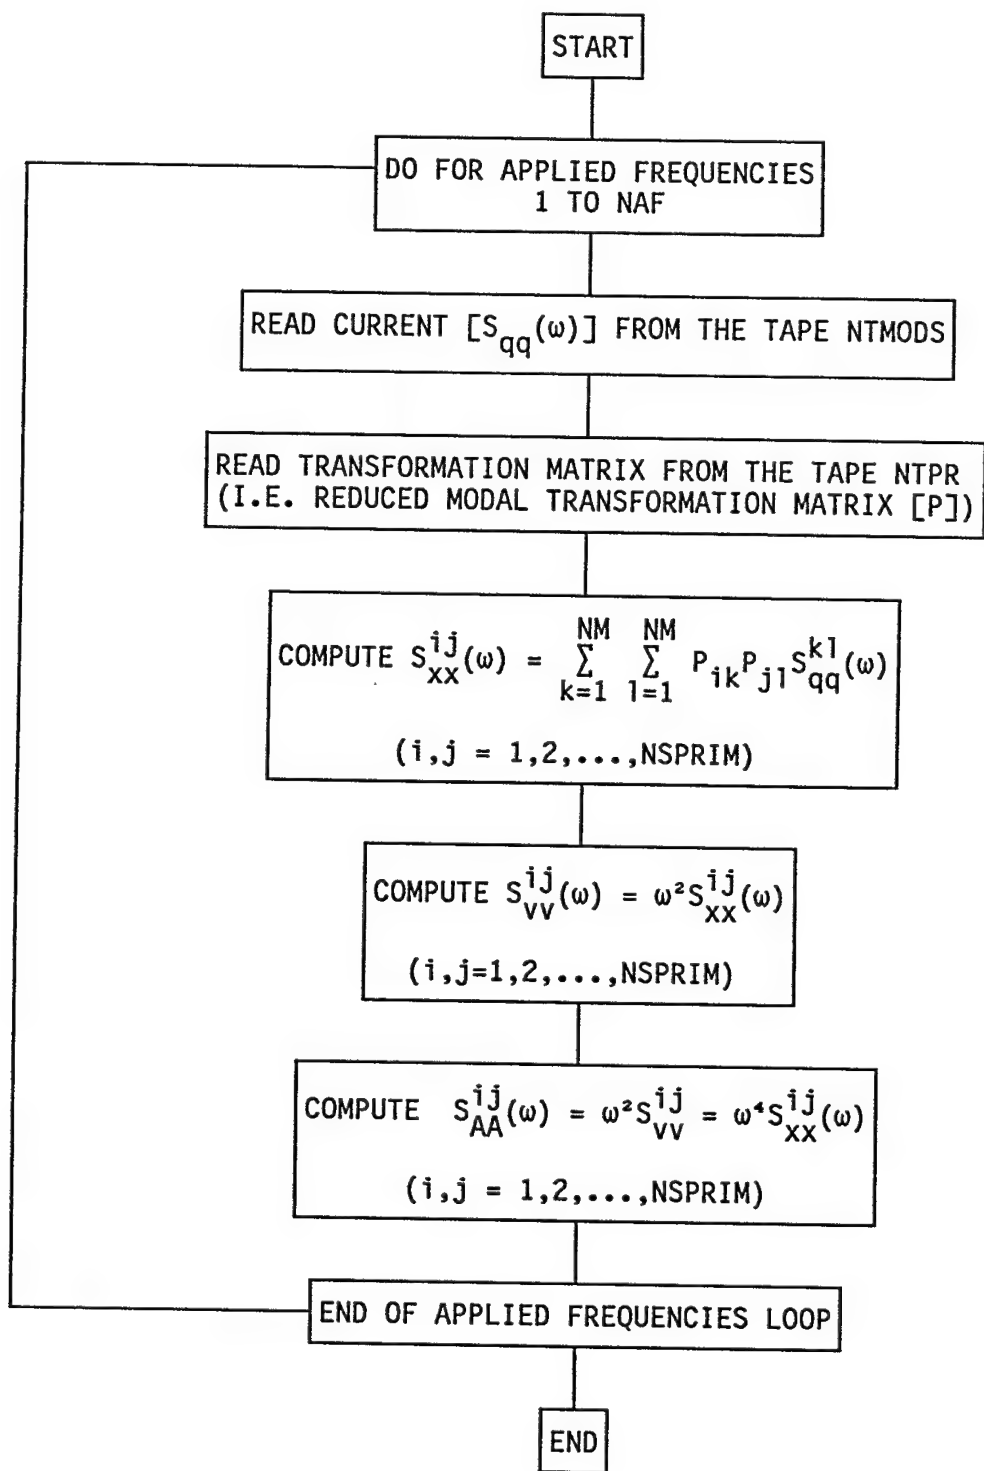 START
DO FOR APPLIED FREQUENCIES
1 TO NAF
READ CURRENT [S_qq(ω)] FROM THE TAPE NTMODS
READ TRANSFORMATION MATRIX FROM THE TAPE NTPR
(I.E. REDUCED MODAL TRANSFORMATION MATRIX [P])
COMPUTE S_xx^ij(ω) = Σ_{k=1}^{NM} Σ_{l=1}^{NM} P_ik P_jl S_qq^kl(ω)
(i,j = 1,2,...,NSPRIM)
COMPUTE S_vv^ij(ω) = ω²S_xx^ij(ω)
(i,j=1,2,...,NSPRIM)
COMPUTE S_AA^ij(ω) = ω²S_vv^ij = ω⁴S_xx^ij(ω)
(i,j = 1,2,...,NSPRIM)
END OF APPLIED FREQUENCIES LOOP
END